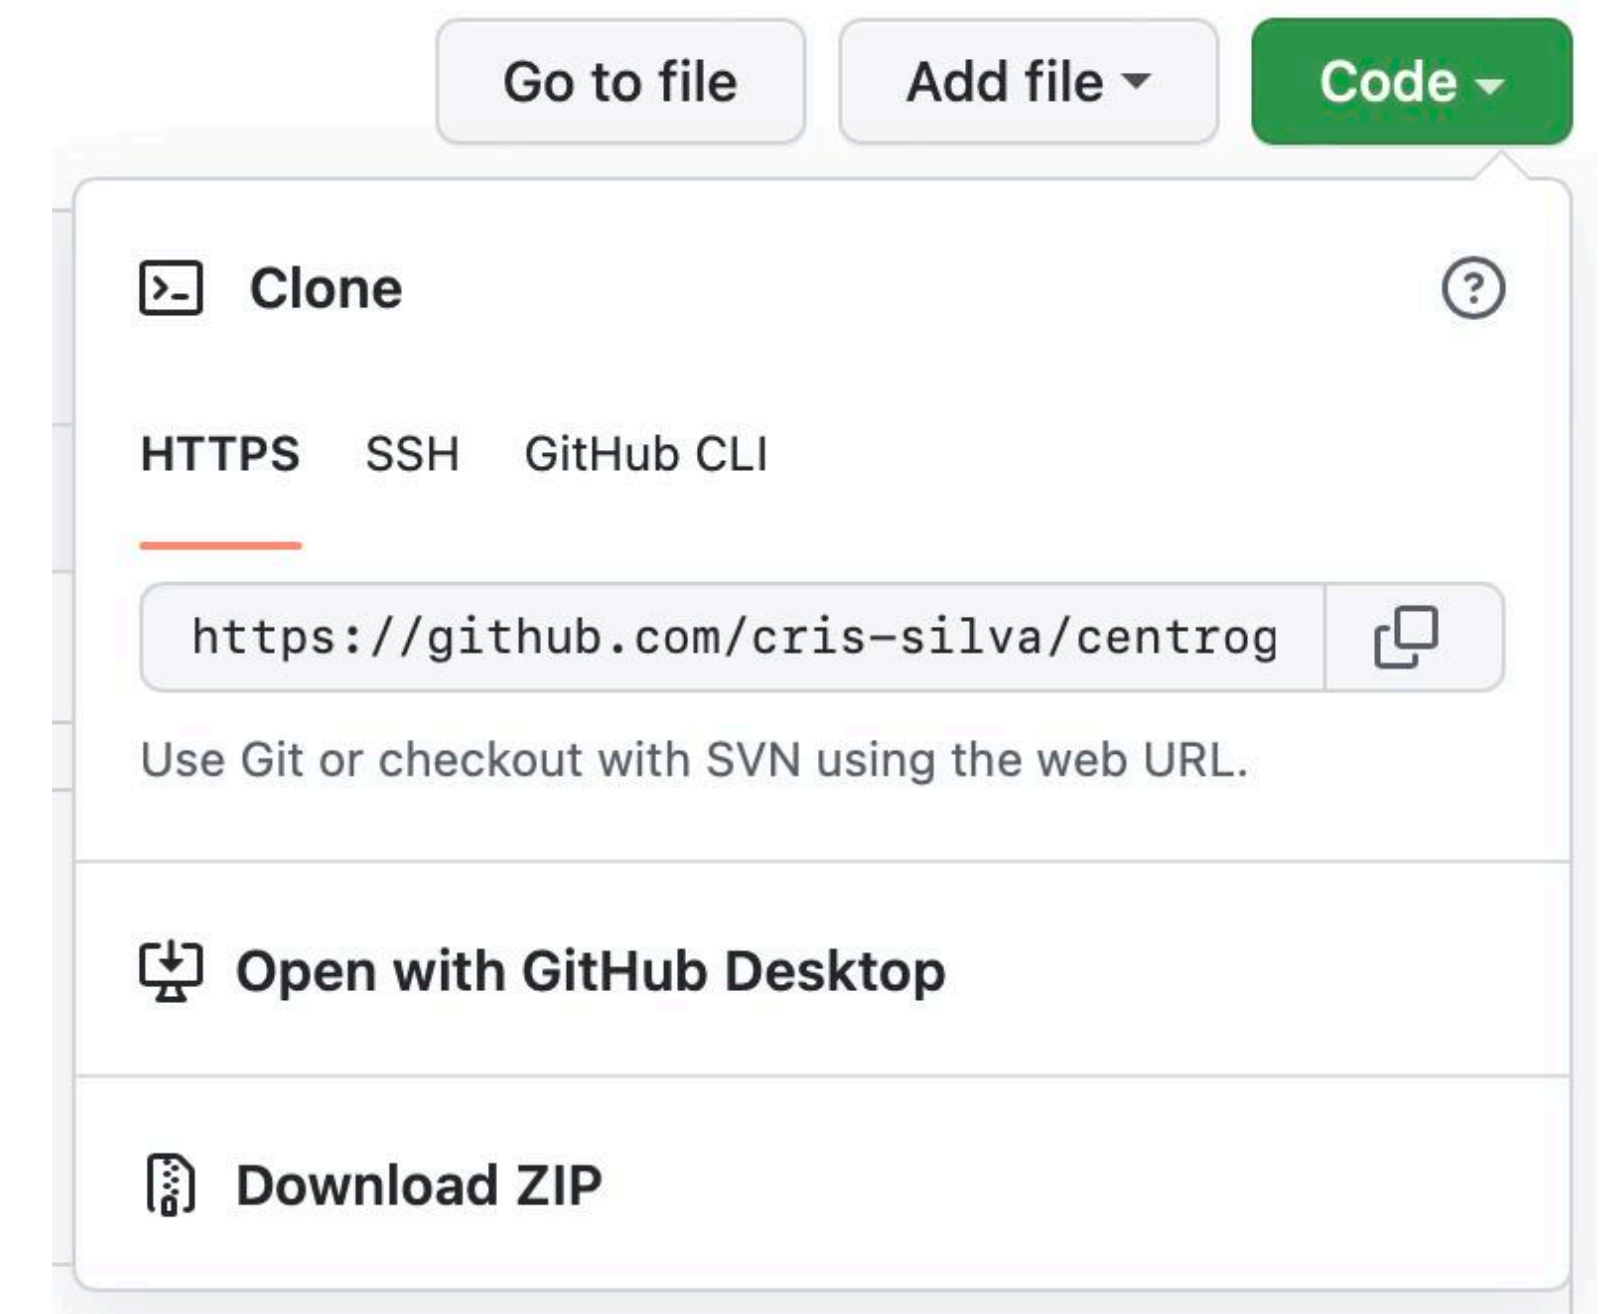 Go to file Add file Code
Clone
HTTPS SSH GitHub CLI
https://github.com/cris-silva/centrog
Use Git or checkout with SVN using the web URL.
Open with GitHub Desktop
Download ZIP